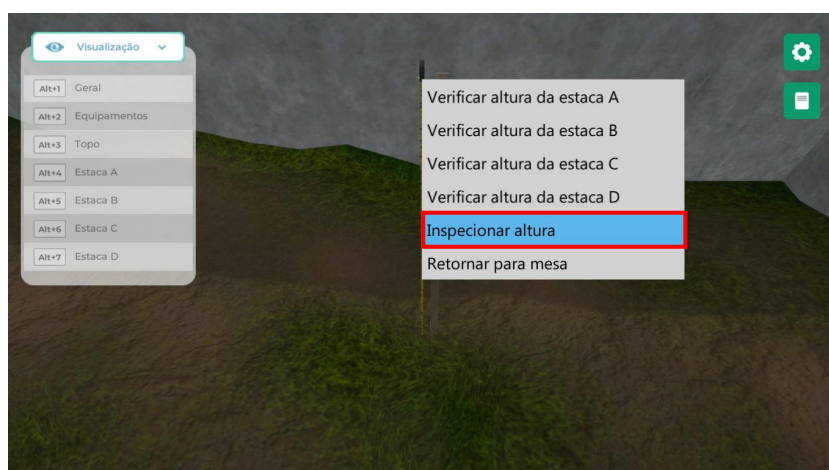 Visualização
Alt+1 Geral
Alt+2 Equipamentos
Alt+3 Topo
Alt+4 Estaca A
Alt+5 Estaca B
Alt+6 Estaca C
Alt+7 Estaca D
Verificar altura da estaca A
Verificar altura da estaca B
Verificar altura da estaca C
Verificar altura da estaca D
Inspecionar altura
Retornar para mesa